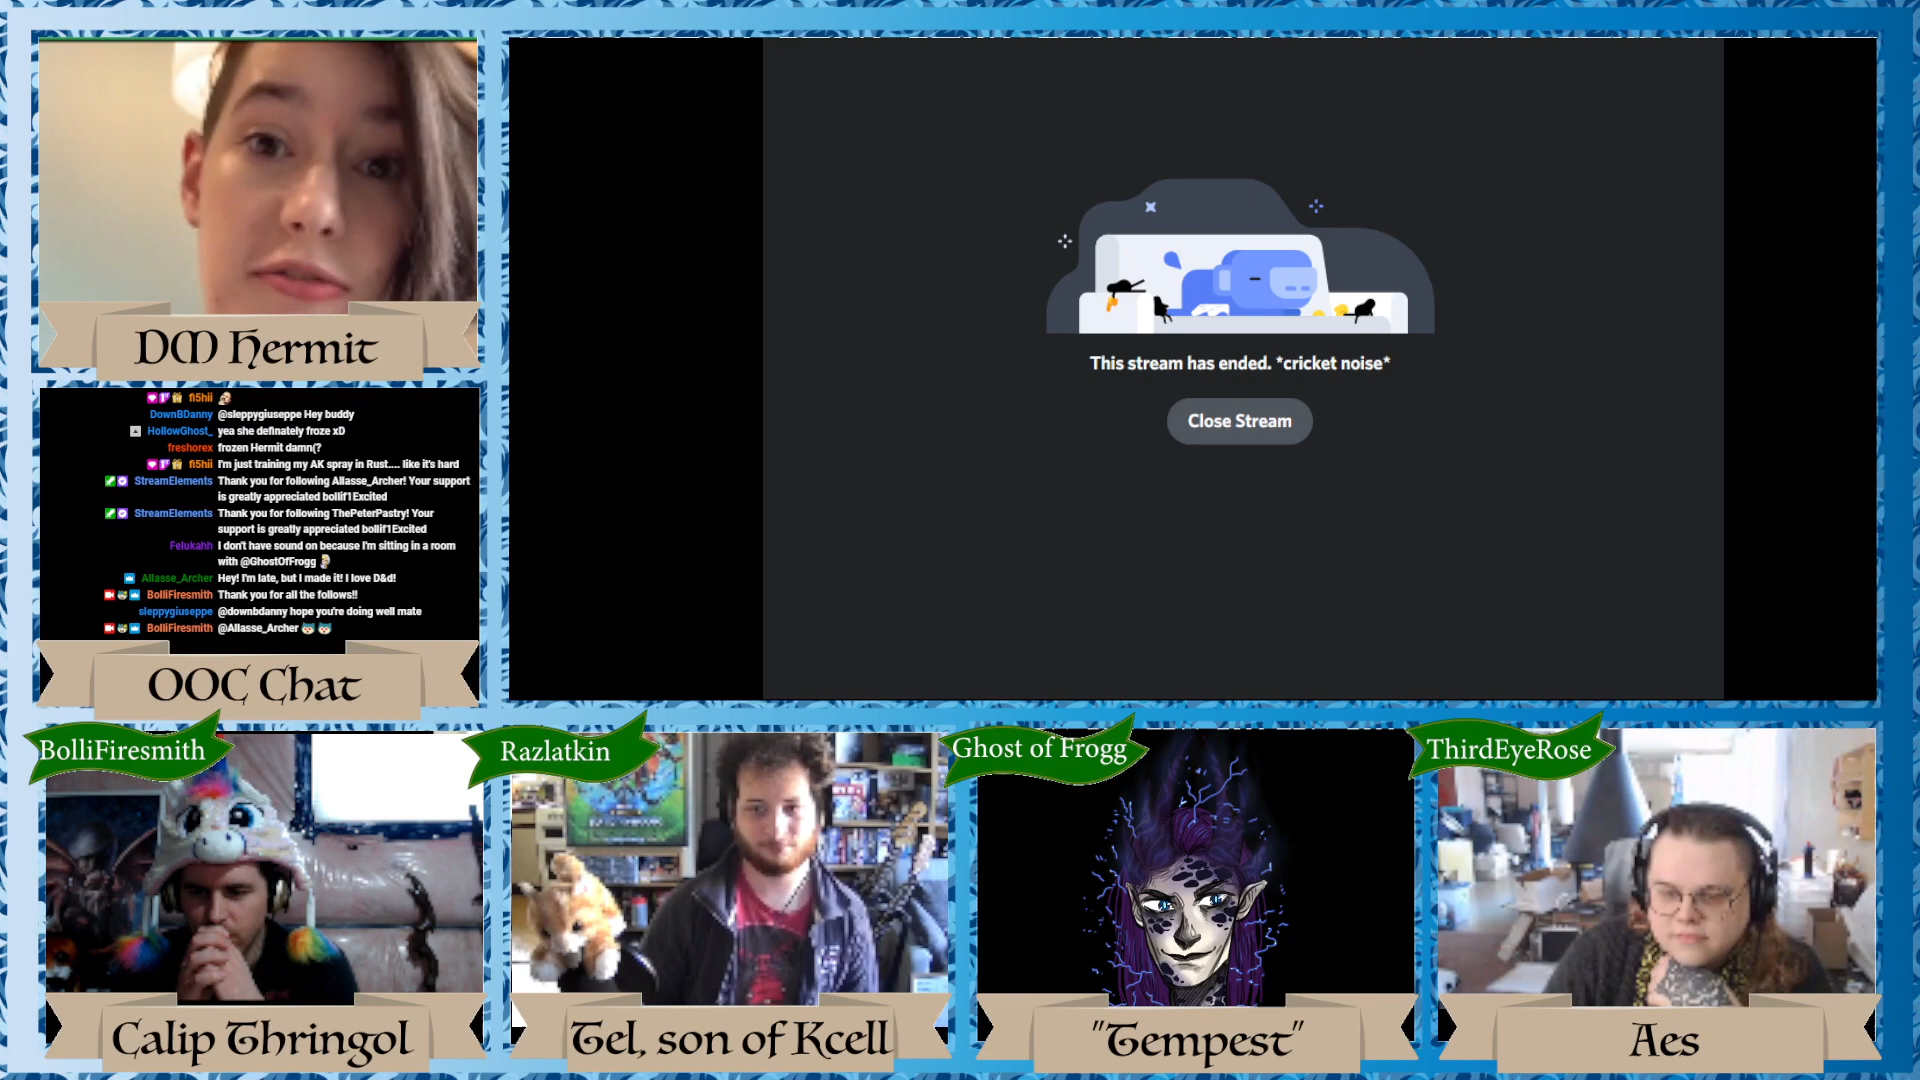 DM Hermit
This stream has ended. *cricket noise*
Close Stream
fi5hii
DownBDanny @sleppygiuseppe Hey buddy
HollowGhost_ yea she definately froze xD
freshorex frozen Hermit damn(?
fi5hii I'm just training my AK spray in Rust.... like it's hard
StreamElements Thank you for following Allasse_Archer! Your support
is greatly appreciated bollif1Excited
StreamElements Thank you for following ThePeterPastry! Your
support is greatly appreciated bollif1Excited
Felukahh I don't have sound on because I'm sitting in a room
with @GhostOfFrogg
Allasse_Archer Hey! I'm late, but I made it! I love D&d!
BolliFiresmith Thank you for all the follows!!
sleppygiuseppe @downbdanny hope you're doing well mate
BolliFiresmith @Allasse_Archer
OOC Chat
BolliFiresmith
Razlatkin
Ghost of Frogg
ThirdEyeRose
Calip Thringol
Tel, son of Kcell
"Tempest"
Aes